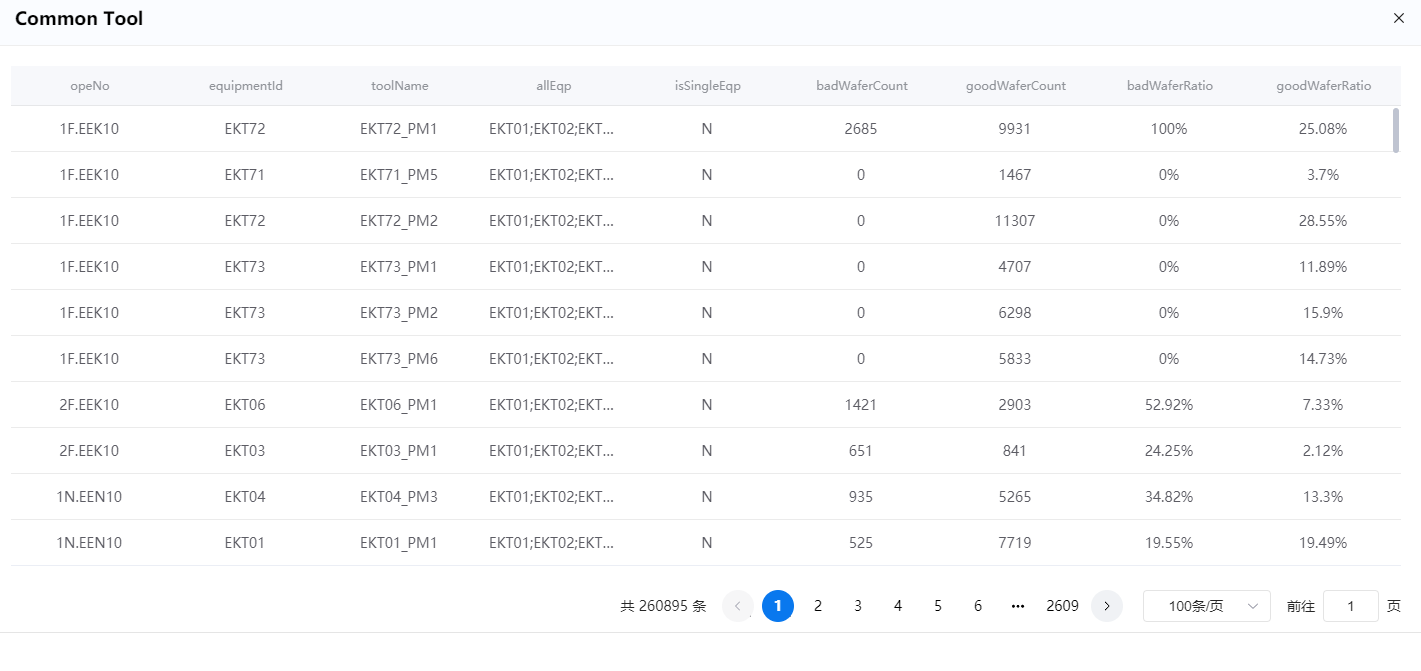 Common Tool
opeNo equipmentId toolName allEqp isSingleEqp badWaferCount goodWaferCount badWaferRatio goodWaferRatio
1F.EEK10 EKT72 EKT72_PM1 EKT01;EKT02;EKT... N 2685 9931 100% 25.08%
1F.EEK10 EKT71 EKT71_PM5 EKT01;EKT02;EKT... N 0 1467 0% 3.7%
1F.EEK10 EKT72 EKT72_PM2 EKT01;EKT02;EKT... N 0 11307 0% 28.55%
1F.EEK10 EKT73 EKT73_PM1 EKT01;EKT02;EKT... N 0 4707 0% 11.89%
1F.EEK10 EKT73 EKT73_PM2 EKT01;EKT02;EKT... N 0 6298 0% 15.9%
1F.EEK10 EKT73 EKT73_PM6 EKT01;EKT02;EKT... N 0 5833 0% 14.73%
2F.EEK10 EKT06 EKT06_PM1 EKT01;EKT02;EKT... N 1421 2903 52.92% 7.33%
2F.EEK10 EKT03 EKT03_PM1 EKT01;EKT02;EKT... N 651 841 24.25% 2.12%
1N.EEN10 EKT04 EKT04_PM3 EKT01;EKT02;EKT... N 935 5265 34.82% 13.3%
1N.EEN10 EKT01 EKT01_PM1 EKT01;EKT02;EKT... N 525 7719 19.55% 19.49%
共 260895 条 1 2 3 4 5 6 ••• 2609 100条/页 前往 1 页